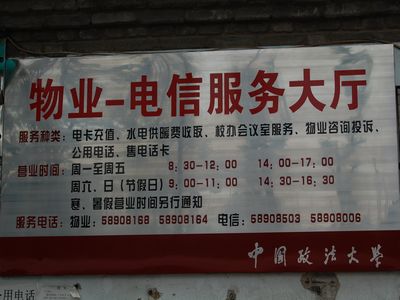 物业-电信服务大厅
服务种类：电卡充值、水电供暖费收取、校办会议室服务、物业咨询投诉、
公用电话、售电话卡
营业时间：周一至周五 8：30-12：00 14：00-17：00
周六、日（节假日）9：00-11：00 14：30-16：30
寒、暑假营业时间另行通知
服务电话：物业：58908168 58908164 电信：58908503 58908006
中国政法大学
用电话